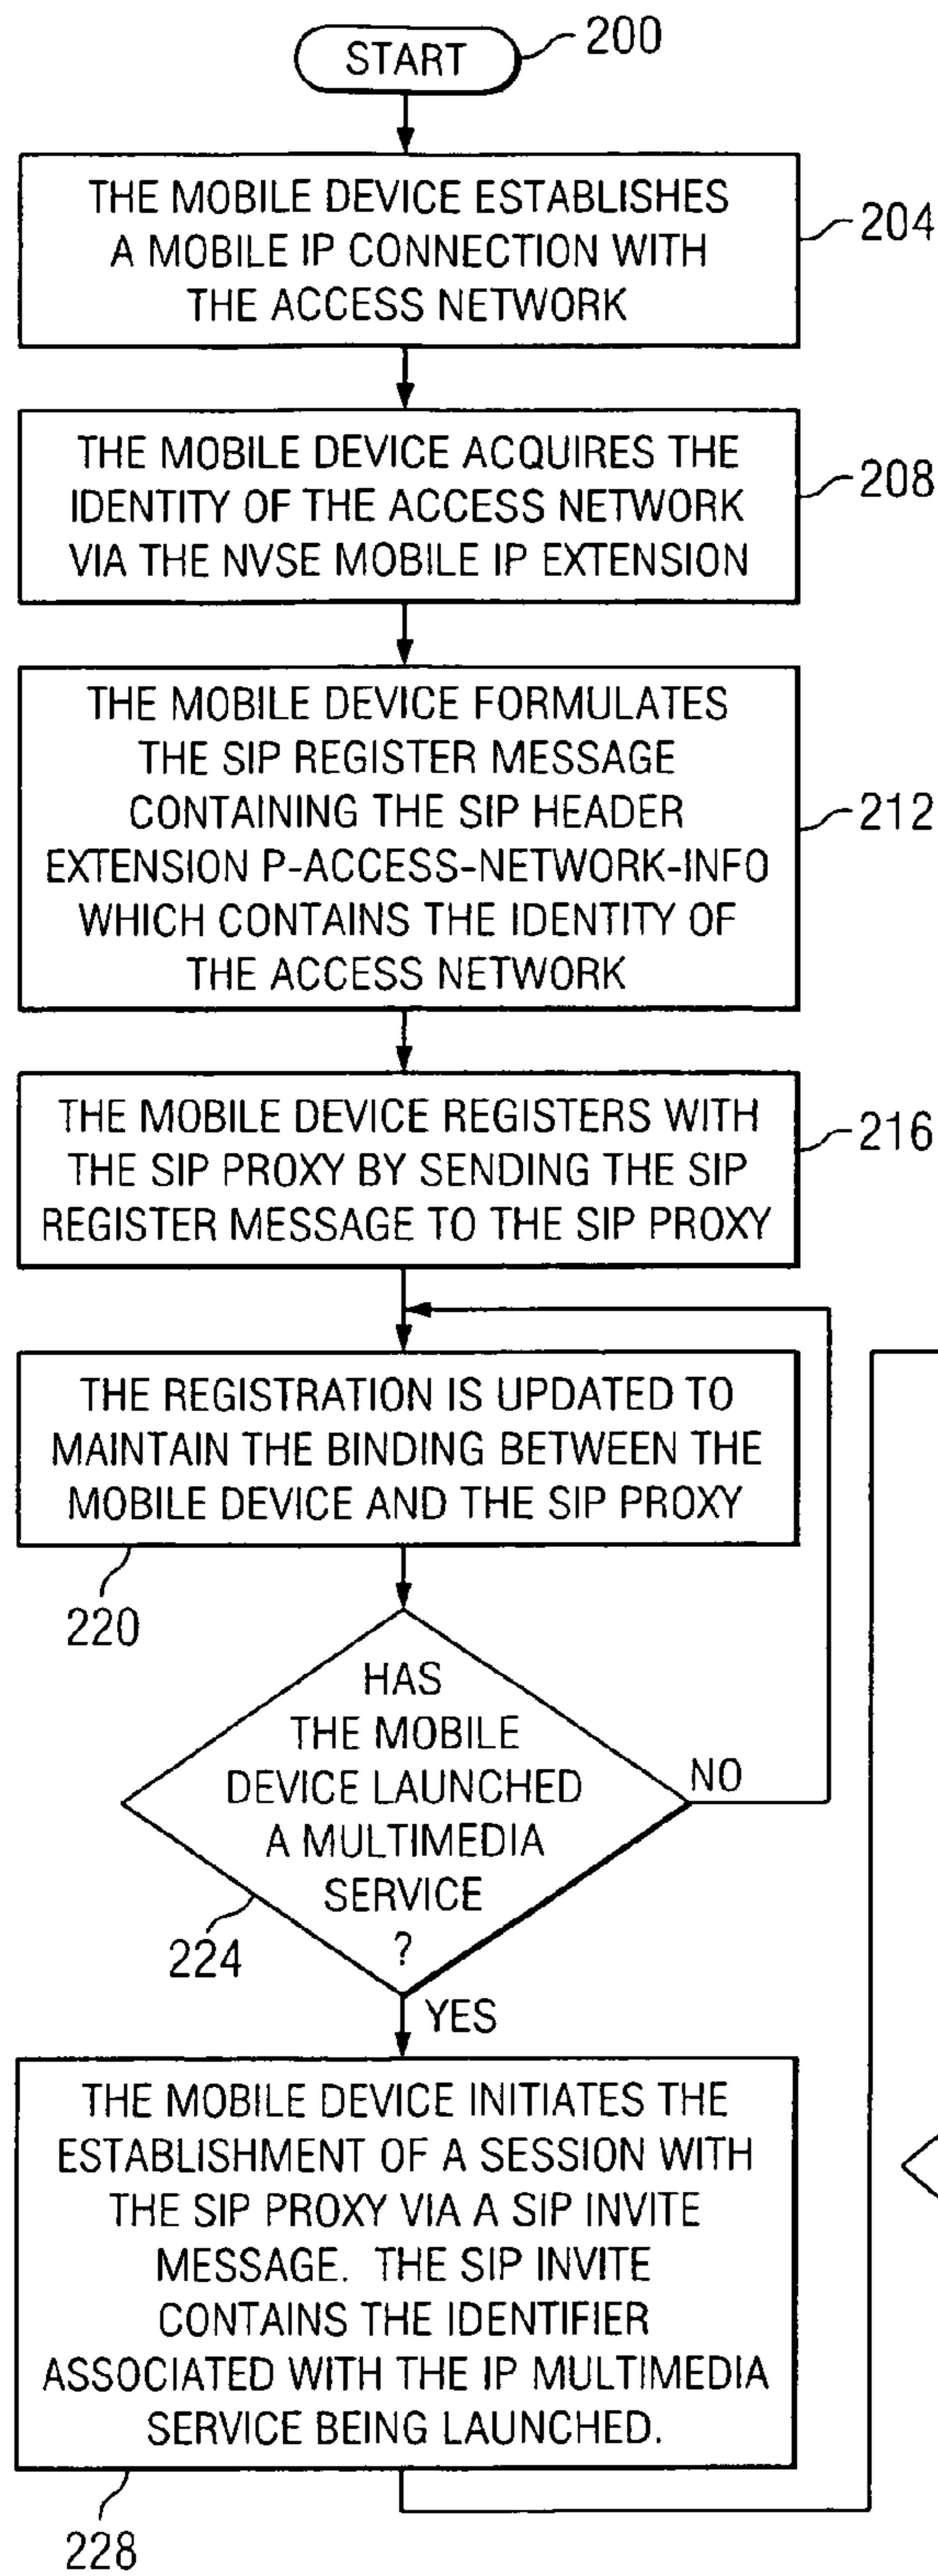 START
200
THE MOBILE DEVICE ESTABLISHES
A MOBILE IP CONNECTION WITH
THE ACCESS NETWORK
204
THE MOBILE DEVICE ACQUIRES THE
IDENTITY OF THE ACCESS NETWORK
VIA THE NVSE MOBILE IP EXTENSION
208
THE MOBILE DEVICE FORMULATES
THE SIP REGISTER MESSAGE
CONTAINING THE SIP HEADER
EXTENSION P-ACCESS-NETWORK-INFO
WHICH CONTAINS THE IDENTITY OF
THE ACCESS NETWORK
212
THE MOBILE DEVICE REGISTERS WITH
THE SIP PROXY BY SENDING THE SIP
REGISTER MESSAGE TO THE SIP PROXY
216
THE REGISTRATION IS UPDATED TO
MAINTAIN THE BINDING BETWEEN THE
MOBILE DEVICE AND THE SIP PROXY
220
HAS
THE MOBILE
DEVICE LAUNCHED
A MULTIMEDIA
SERVICE
?
NO
224
YES
THE MOBILE DEVICE INITIATES THE
ESTABLISHMENT OF A SESSION WITH
THE SIP PROXY VIA A SIP INVITE
MESSAGE. THE SIP INVITE
CONTAINS THE IDENTIFIER
ASSOCIATED WITH THE IP MULTIMEDIA
SERVICE BEING LAUNCHED.
228